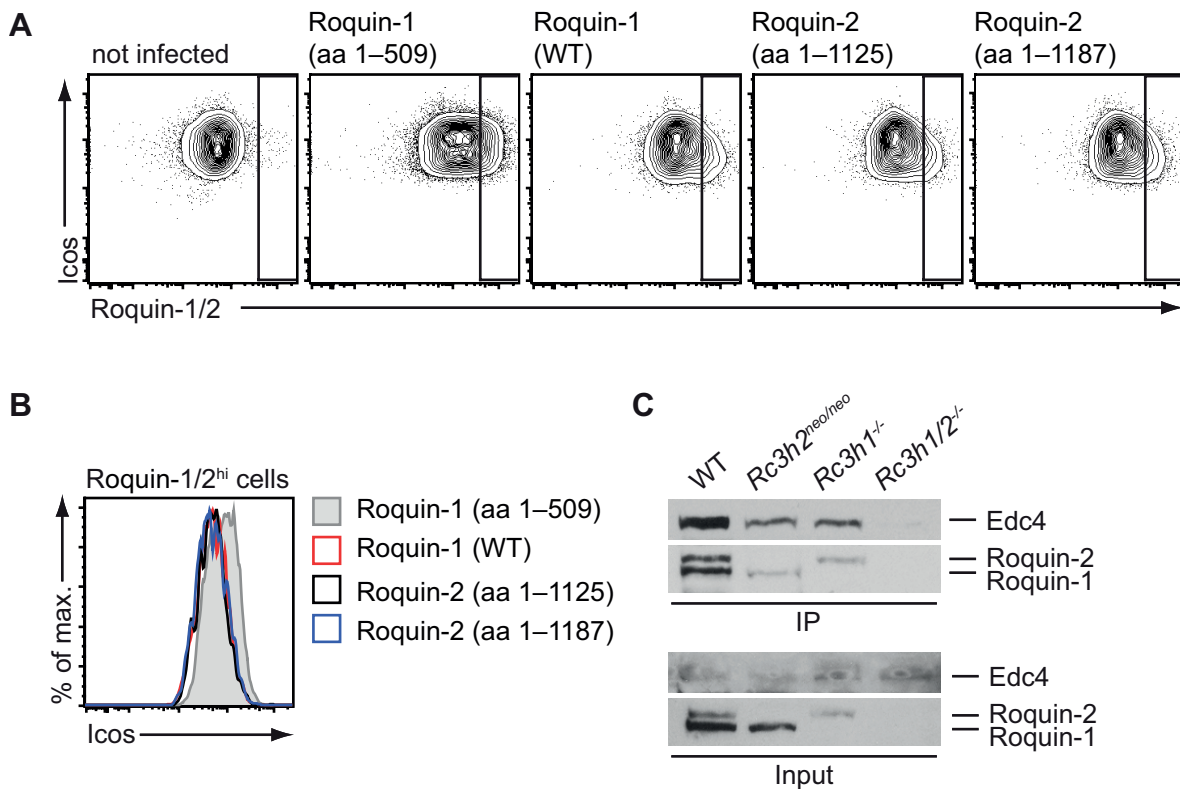 A
not infected
Roquin-1
(aa 1–509)
Roquin-1
(WT)
Roquin-2
(aa 1–1125)
Roquin-2
(aa 1–1187)
Icos
Roquin-1/2
B
Roquin-1/2hi cells
% of max.
Icos
Roquin-1 (aa 1–509)
Roquin-1 (WT)
Roquin-2 (aa 1–1125)
Roquin-2 (aa 1–1187)
C
WT
Rc3h2neo/neo
Rc3h1-/-
Rc3h1/2-/-
Edc4
Roquin-2
Roquin-1
IP
Edc4
Roquin-2
Roquin-1
Input